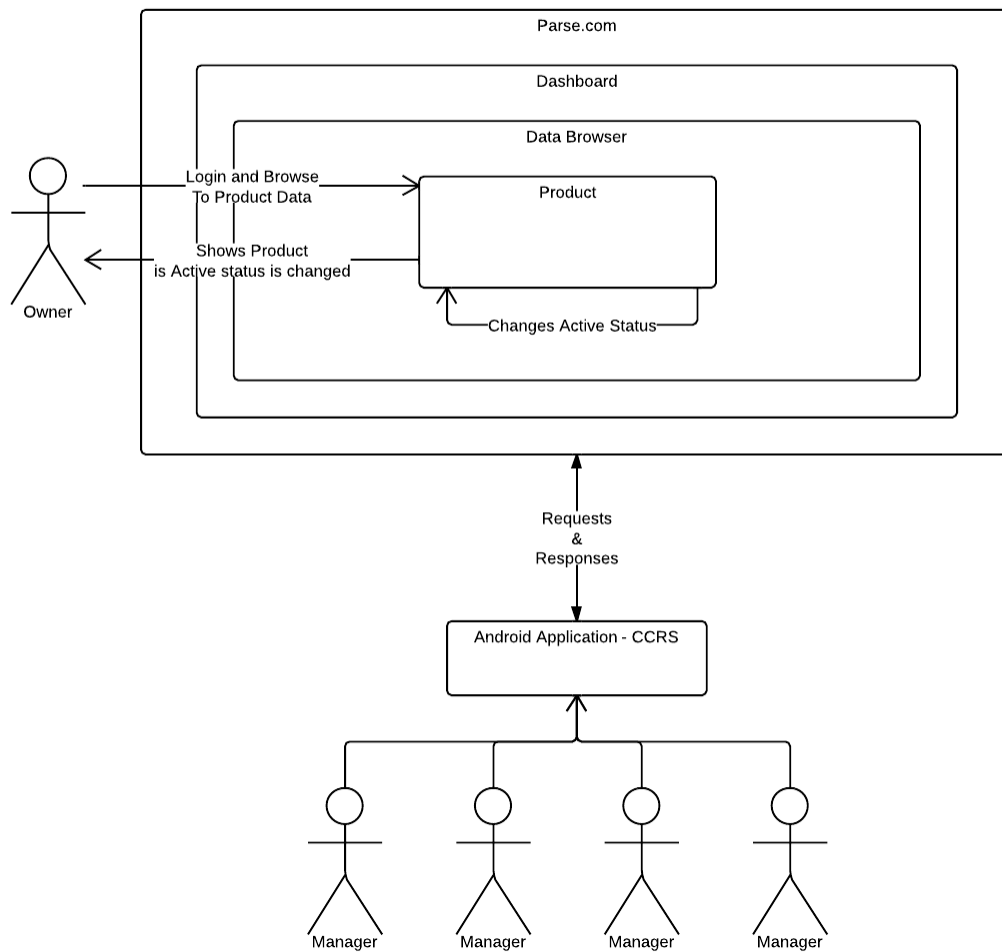 Parse.com
Dashboard
Data Browser
Login and Browse
To Product Data
Product
Shows Product
is Active status is changed
Owner
Changes Active Status
Requests
&
Responses
Android Application - CCRS
Manager
Manager
Manager
Manager